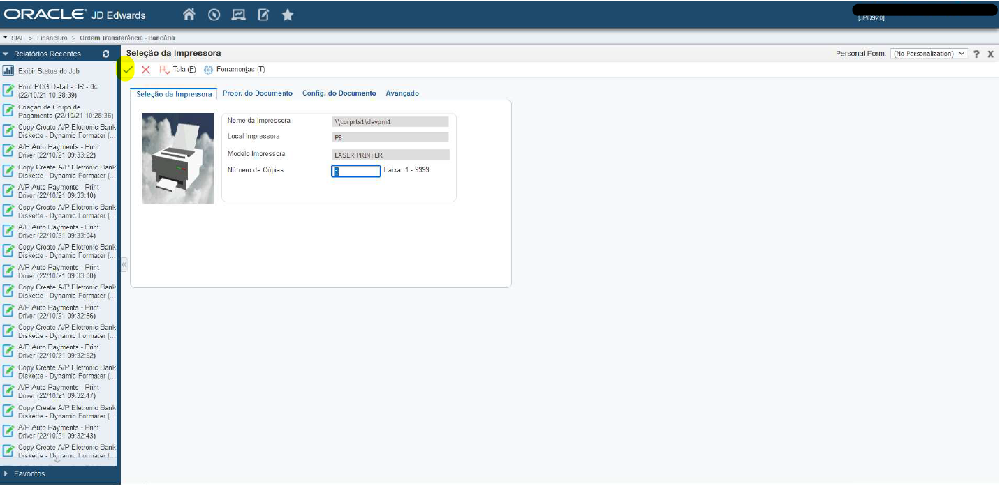 ORACLE® JD Edwards
[JPD920]
SIAF > Financeiro > Ordem Transferência - Bancária
Relatórios Recentes
Exibir Status do Job
Print PCG Detail - BR - 04
(22/10/21 10:28:39)
Criação de Grupo de
Pagamento (22/10/21 10:28:36)
Copy Create A/P Eletronic Bank
Diskette - Dynamic Formater (...
A/P Auto Payments - Print
Driver (22/10/21 09:33:22)
Copy Create A/P Eletronic Bank
Diskette - Dynamic Formater (...
A/P Auto Payments - Print
Driver (22/10/21 09:33:10)
Copy Create A/P Eletronic Bank
Diskette - Dynamic Formater (...
A/P Auto Payments - Print
Driver (22/10/21 09:33:04)
Copy Create A/P Eletronic Bank
Diskette - Dynamic Formater (...
A/P Auto Payments - Print
Driver (22/10/21 09:33:00)
Copy Create A/P Eletronic Bank
Diskette - Dynamic Formater (...
A/P Auto Payments - Print
Driver (22/10/21 09:32:56)
Copy Create A/P Eletronic Bank
Diskette - Dynamic Formater (...
A/P Auto Payments - Print
Driver (22/10/21 09:32:52)
Copy Create A/P Eletronic Bank
Diskette - Dynamic Formater (...
A/P Auto Payments - Print
Driver (22/10/21 09:32:47)
Copy Create A/P Eletronic Bank
Diskette - Dynamic Formater (...
A/P Auto Payments - Print
Driver (22/10/21 09:32:43)
Copy Create A/P Eletronic Bank
Diskette - Dynamic Formater (...
Favoritos
Seleção da Impressora
Personal Form: (No Personalization) ? X
Tela (E) Ferramentas (T)
Seleção da Impressora Propr. do Documento Config. do Documento Avançado
Nome da Impressora \\corprts1\devprn1
Local Impressora PB
Modelo Impressora LASER PRINTER
Número de Cópias 1 Faixa: 1 - 9999